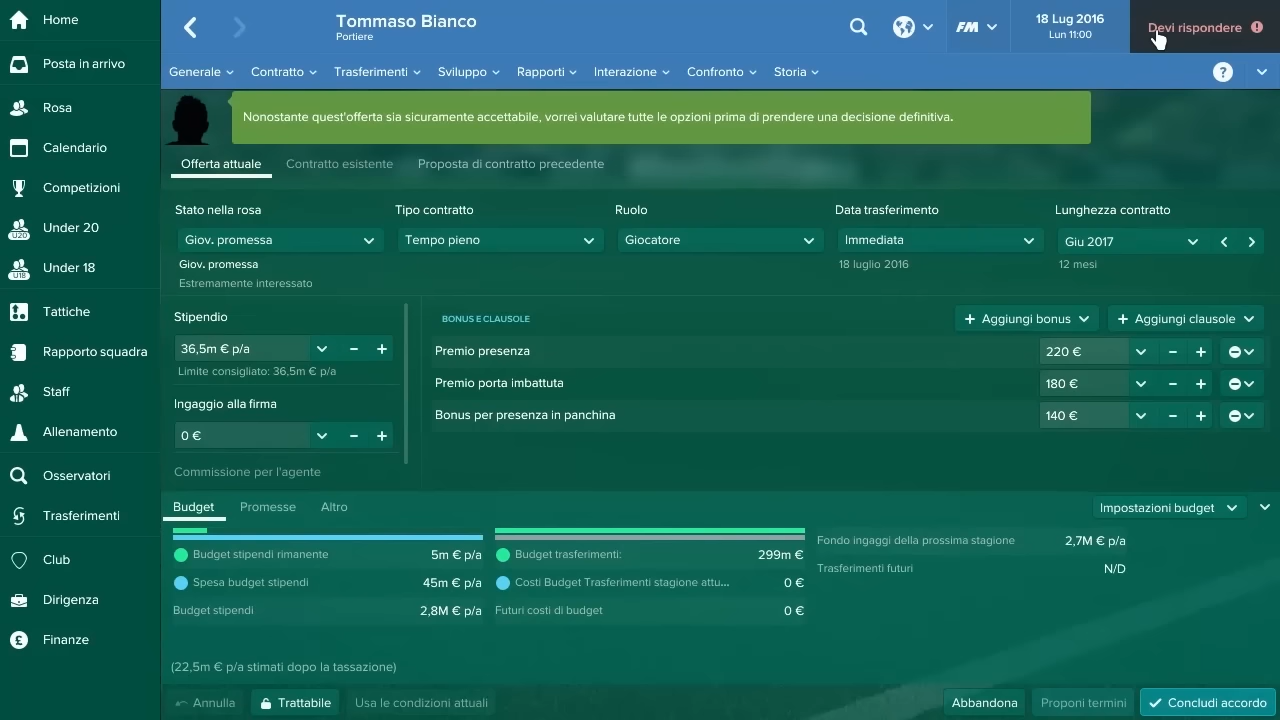 Home
Posta in arrivo
Rosa
Calendario
Competizioni
U20
Under 20
U18
Under 18
Tattiche
Rapporto squadra
Staff
Allenamento
Osservatori
Trasferimenti
Club
Dirigenza
£
Finanze
Tommaso Bianco
Portiere
FM
18 Lug 2016
Lun 11:00
Devi rispondere !
Generale Contratto Trasferimenti Sviluppo Rapporti Interazione Confronto Storia ?
Nonostante quest'offerta sia sicuramente accettabile, vorrei valutare tutte le opzioni prima di prendere una decisione definitiva.
Offerta attuale Contratto esistente Proposta di contratto precedente
Stato nella rosa Tipo contratto Ruolo Data trasferimento Lunghezza contratto
Giov. promessa Tempo pieno Giocatore Immediata Giu 2017
Giov. promessa 18 luglio 2016 12 mesi
Estremamente interessato
Stipendio
36,5m € p/a - +
Limite consigliato: 36,5m € p/a
Ingaggio alla firma
0 € - +
Commissione per l'agente
BONUS E CLAUSOLE + Aggiungi bonus + Aggiungi clausole
Premio presenza 220 € - +
Premio porta imbattuta 180 € - +
Bonus per presenza in panchina 140 € - +
Budget Promesse Altro Impostazioni budget
Budget stipendi rimanente 5m € p/a
Spesa budget stipendi 45m € p/a
Budget stipendi 2,8M € p/a
Budget trasferimenti: 299m €
Costi Budget Trasferimenti stagione attu... 0 €
Futuri costi di budget 0 €
Fondo ingaggi della prossima stagione 2,7M € p/a
Trasferimenti futuri N/D
(22,5m € p/a stimati dopo la tassazione)
Annulla Trattabile Usa le condizioni attuali Abbandona Proponi termini Concludi accordo